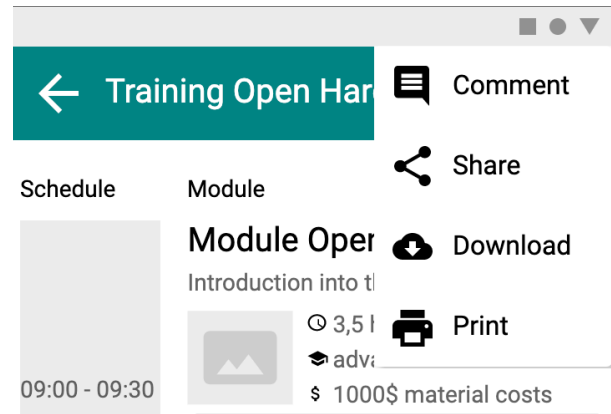 Training Open Har
Comment
Share
Download
Print
Schedule
Module
Module Oper
Introduction into t
3,5
adva
09:00 - 09:30
$ 1000$ material costs